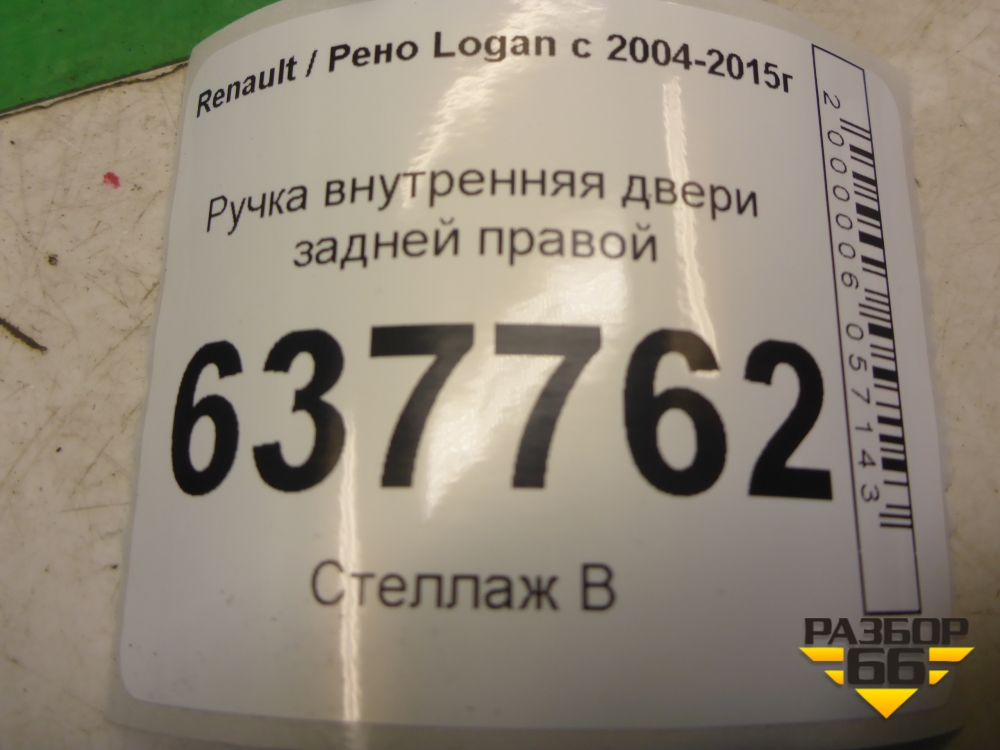 Renault / Рено Logan с 2004-2015г
Ручка внутренняя двери
задней правой
637762
Стеллаж В
2000006057143
РАЗБОР
66